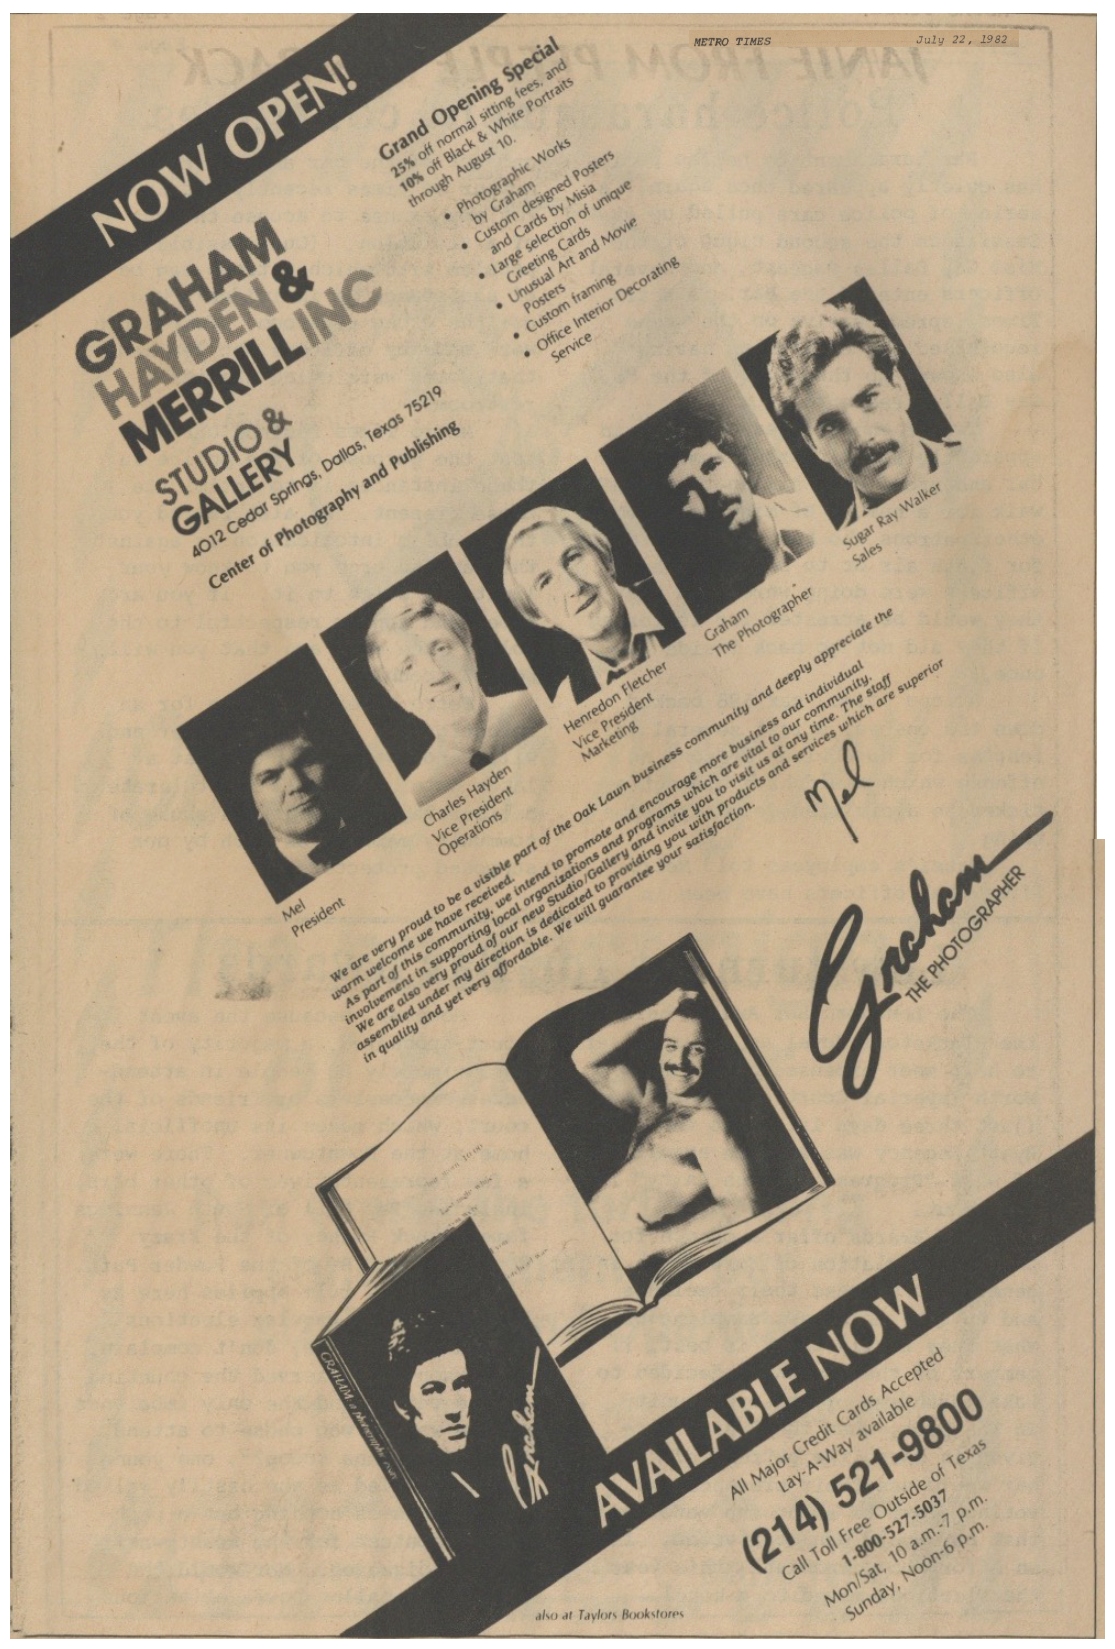 METRO TIMES July 22, 1982
NOW OPEN!
Grand Opening Special
25% off normal sitting fees, and
10% off Black & White Portraits
through August 10.
• Photographic Works
by Graham
• Custom designed Posters
and Cards by Misia
• Large selection of unique
Greeting Cards
• Unusual Art and Movie
Posters
• Custom framing
• Office Interior Decorating
Service
GRAHAM
HAYDEN &
MERRILL INC
STUDIO &
GALLERY
4012 Cedar Springs, Dallas, Texas 75219
Center of Photography and Publishing
Sugar Ray Walker
Sales
Graham
The Photographer
Henredon Fletcher
Vice President
Marketing
Charles Hayden
Vice President
Operations
Mel
President
We are very proud to be a visible part of the Oak Lawn business community and deeply appreciate the
warm welcome we have received.
As part of this community, we intend to promote and encourage more business and individual
involvement in supporting local organizations and programs which are vital to our community.
We are also very proud of our new Studio/Gallery and invite you to visit us at any time. The staff
assembled under my direction is dedicated to providing you with products and services which are superior
in quality and yet very affordable. We will guarantee your satisfaction.
Mel
Graham
THE PHOTOGRAPHER
GRAHAM
Graham
AVAILABLE NOW
All Major Credit Cards Accepted
Lay-A-Way available
(214) 521-9800
Call Toll Free Outside of Texas
1-800-527-5037
Mon/Sat, 10 a.m.-7 p.m.
Sunday, Noon-6 p.m.
also at Taylors Bookstores